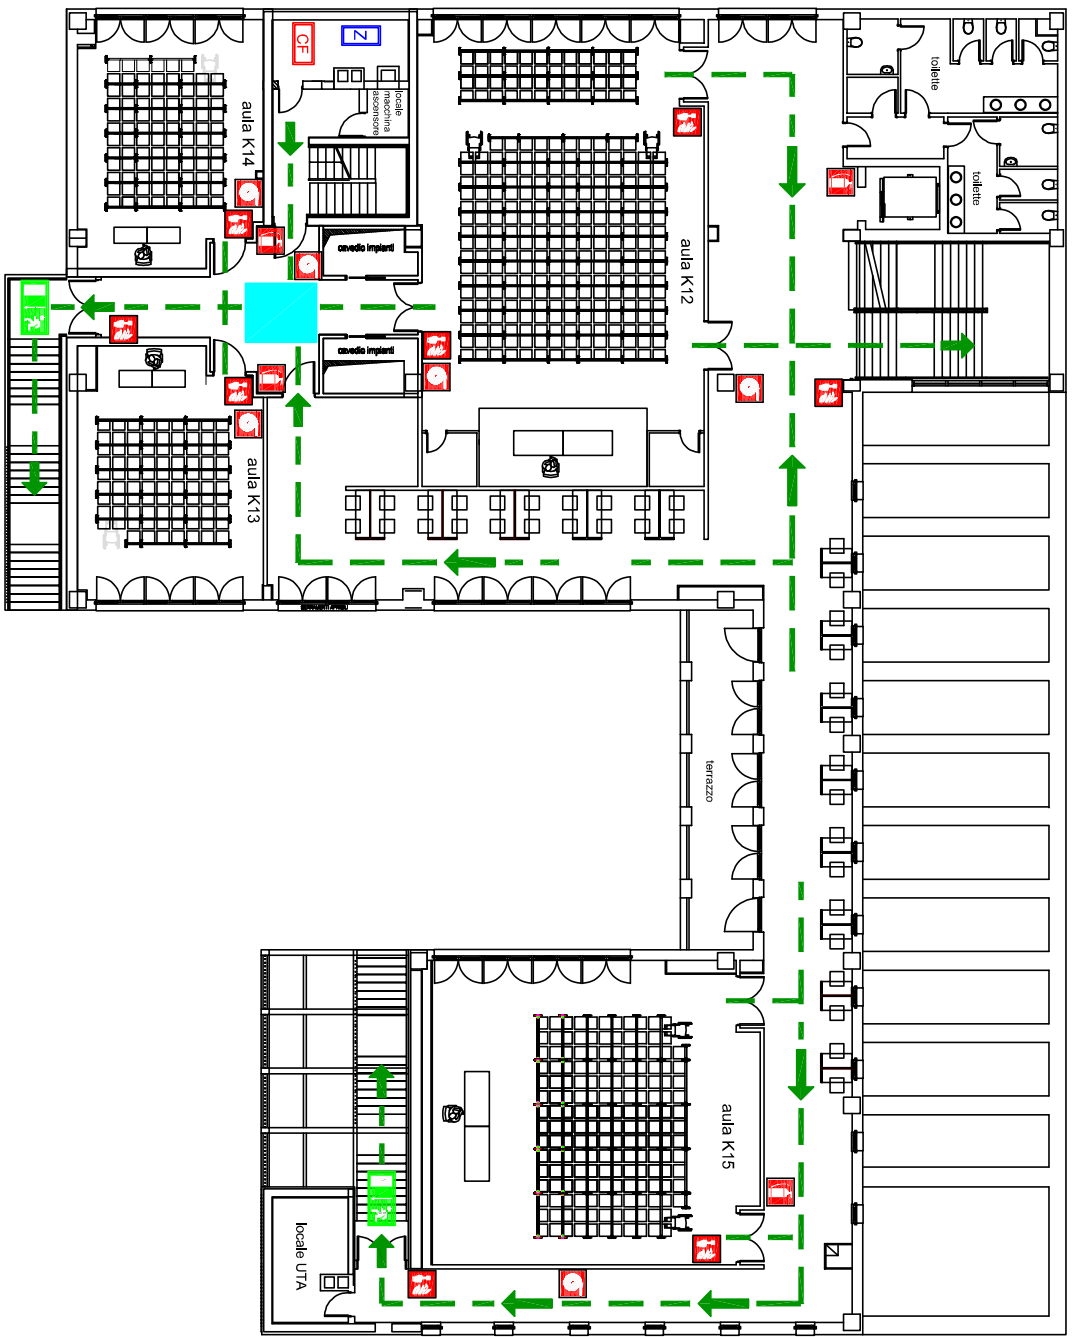 CF
Z
locale
macchina
ascensore
toilette
toilette
aula K14
cavedio impianti
aula K12
cavedio impianti
aula K13
terrazzo
aula K15
locale UTA